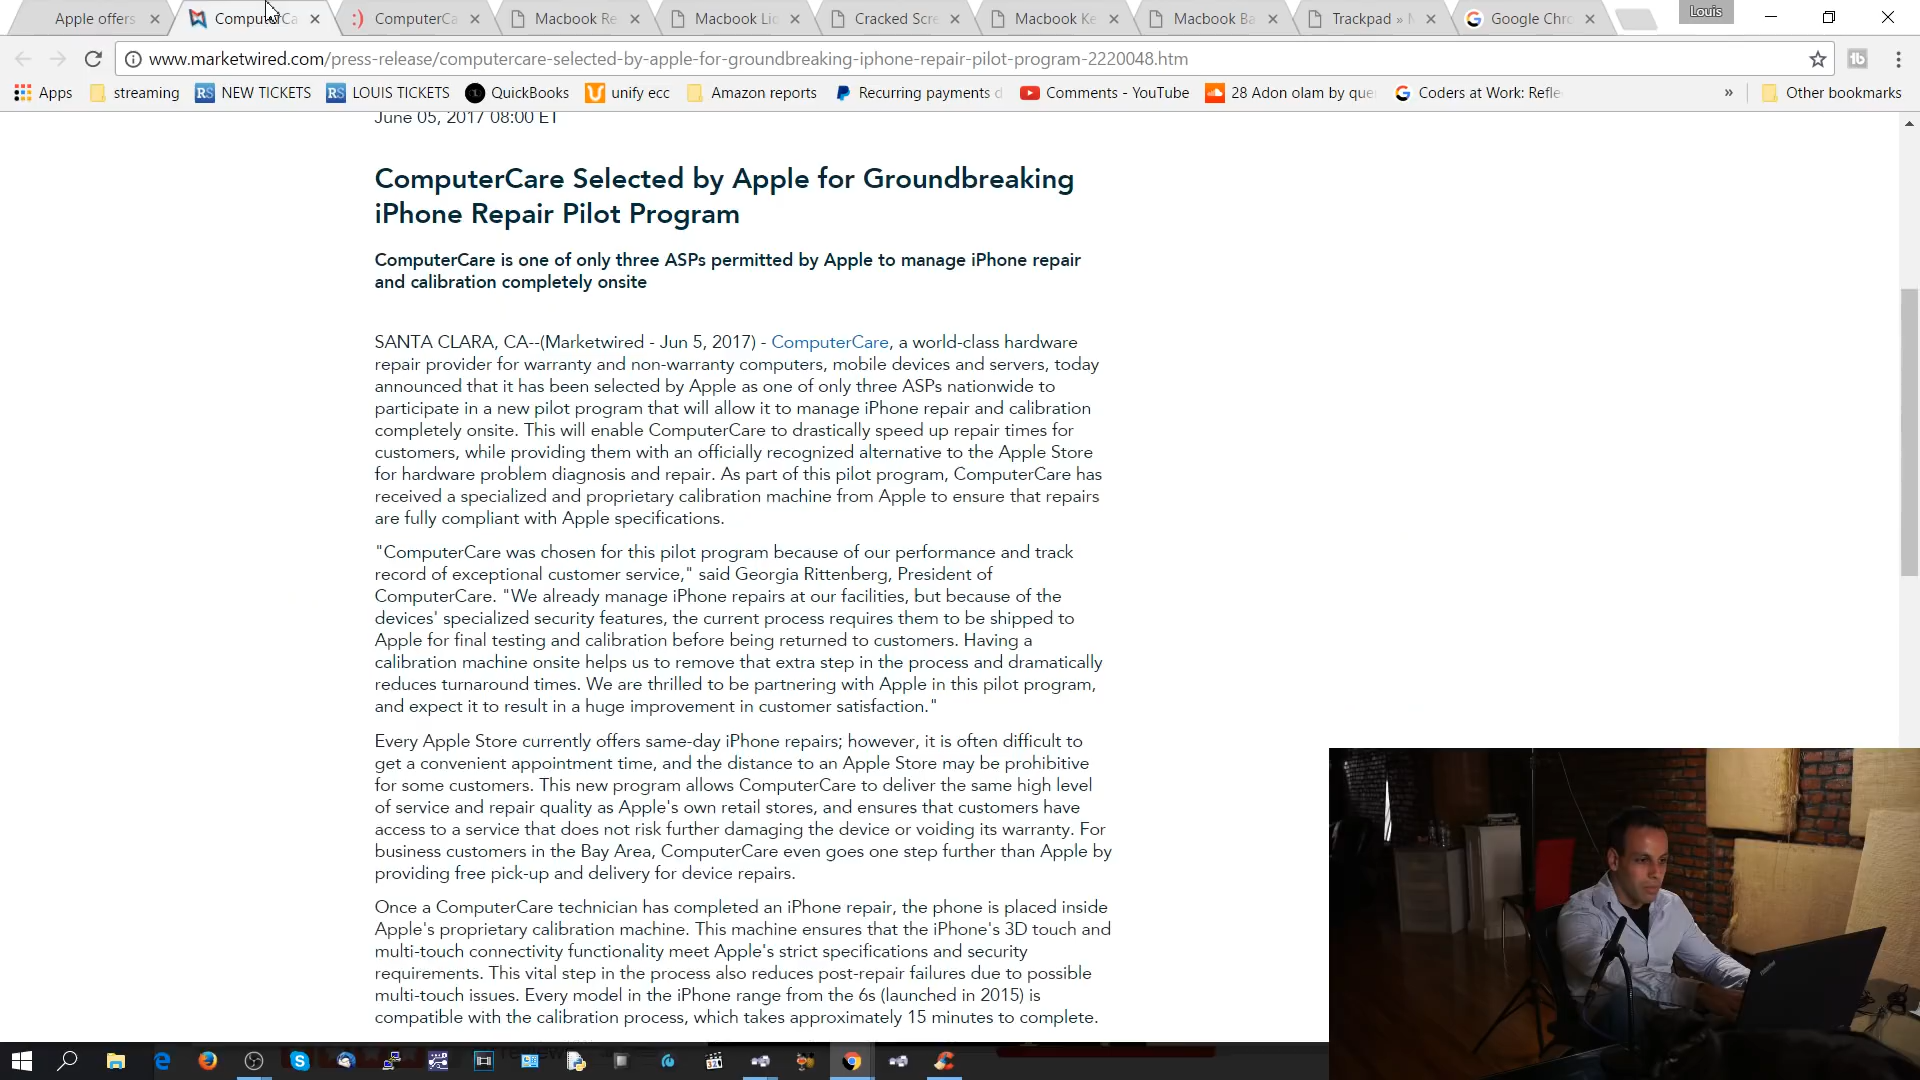 Apple offers
ComputerCa
ComputerCa
Macbook Re
Macbook Lic
Cracked Scre
Macbook Ke
Macbook Ba
Trackpad » M
Google Chro
Louis
www.marketwired.com/press-release/computercare-selected-by-apple-for-groundbreaking-iphone-repair-pilot-program-2220048.htm
Apps
streaming
NEW TICKETS
LOUIS TICKETS
QuickBooks
unify ecc
Amazon reports
Recurring payments d
Comments - YouTube
28 Adon olam by que
Coders at Work: Refle
»
Other bookmarks
June 05, 2017 08:00 ET
ComputerCare Selected by Apple for Groundbreaking
iPhone Repair Pilot Program
ComputerCare is one of only three ASPs permitted by Apple to manage iPhone repair
and calibration completely onsite
SANTA CLARA, CA--(Marketwired - Jun 5, 2017) - ComputerCare, a world-class hardware
repair provider for warranty and non-warranty computers, mobile devices and servers, today
announced that it has been selected by Apple as one of only three ASPs nationwide to
participate in a new pilot program that will allow it to manage iPhone repair and calibration
completely onsite. This will enable ComputerCare to drastically speed up repair times for
customers, while providing them with an officially recognized alternative to the Apple Store
for hardware problem diagnosis and repair. As part of this pilot program, ComputerCare has
received a specialized and proprietary calibration machine from Apple to ensure that repairs
are fully compliant with Apple specifications.
"ComputerCare was chosen for this pilot program because of our performance and track
record of exceptional customer service," said Georgia Rittenberg, President of
ComputerCare. "We already manage iPhone repairs at our facilities, but because of the
devices' specialized security features, the current process requires them to be shipped to
Apple for final testing and calibration before being returned to customers. Having a
calibration machine onsite helps us to remove that extra step in the process and dramatically
reduces turnaround times. We are thrilled to be partnering with Apple in this pilot program,
and expect it to result in a huge improvement in customer satisfaction."
Every Apple Store currently offers same-day iPhone repairs; however, it is often difficult to
get a convenient appointment time, and the distance to an Apple Store may be prohibitive
for some customers. This new program allows ComputerCare to deliver the same high level
of service and repair quality as Apple's own retail stores, and ensures that customers have
access to a service that does not risk further damaging the device or voiding its warranty. For
business customers in the Bay Area, ComputerCare even goes one step further than Apple by
providing free pick-up and delivery for device repairs.
Once a ComputerCare technician has completed an iPhone repair, the phone is placed inside
Apple's proprietary calibration machine. This machine ensures that the iPhone's 3D touch and
multi-touch connectivity functionality meet Apple's strict specifications and security
requirements. This vital step in the process also reduces post-repair failures due to possible
multi-touch issues. Every model in the iPhone range from the 6s (launched in 2015) is
compatible with the calibration process, which takes approximately 15 minutes to complete.